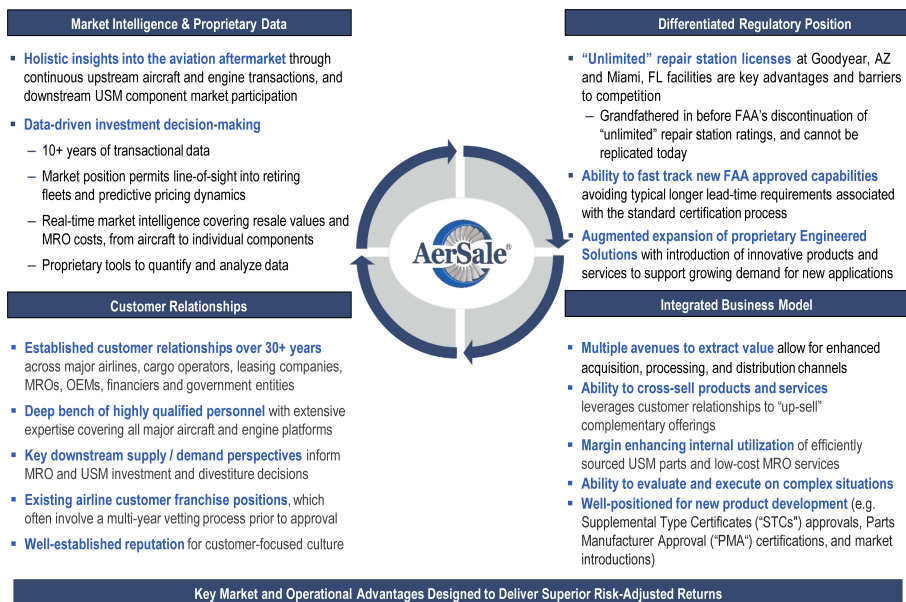 Market Intelligence & Proprietary Data
▪ Holistic insights into the aviation aftermarket through
continuous upstream aircraft and engine transactions, and
downstream USM component market participation
▪ Data-driven investment decision-making
– 10+ years of transactional data
– Market position permits line-of-sight into retiring
fleets and predictive pricing dynamics
– Real-time market intelligence covering resale values and
MRO costs, from aircraft to individual components
– Proprietary tools to quantify and analyze data
Differentiated Regulatory Position
▪ “Unlimited” repair station licenses at Goodyear, AZ
and Miami, FL facilities are key advantages and barriers
to competition
– Grandfathered in before FAA’s discontinuation of
“unlimited” repair station ratings, and cannot be
replicated today
▪ Ability to fast track new FAA approved capabilities
avoiding typical longer lead-time requirements associated
with the standard certification process
▪ Augmented expansion of proprietary Engineered
Solutions with introduction of innovative products and
services to support growing demand for new applications
AerSale®
Customer Relationships
▪ Established customer relationships over 30+ years
across major airlines, cargo operators, leasing companies,
MROs, OEMs, financiers and government entities
▪ Deep bench of highly qualified personnel with extensive
expertise covering all major aircraft and engine platforms
▪ Key downstream supply / demand perspectives inform
MRO and USM investment and divestiture decisions
▪ Existing airline customer franchise positions, which
often involve a multi-year vetting process prior to approval
▪ Well-established reputation for customer-focused culture
Integrated Business Model
▪ Multiple avenues to extract value allow for enhanced
acquisition, processing, and distribution channels
▪ Ability to cross-sell products and services
leverages customer relationships to “up-sell”
complementary offerings
▪ Margin enhancing internal utilization of efficiently
sourced USM parts and low-cost MRO services
▪ Ability to evaluate and execute on complex situations
▪ Well-positioned for new product development (e.g.
Supplemental Type Certificates (“STCs") approvals, Parts
Manufacturer Approval (“PMA“) certifications, and market
introductions)
Key Market and Operational Advantages Designed to Deliver Superior Risk-Adjusted Returns